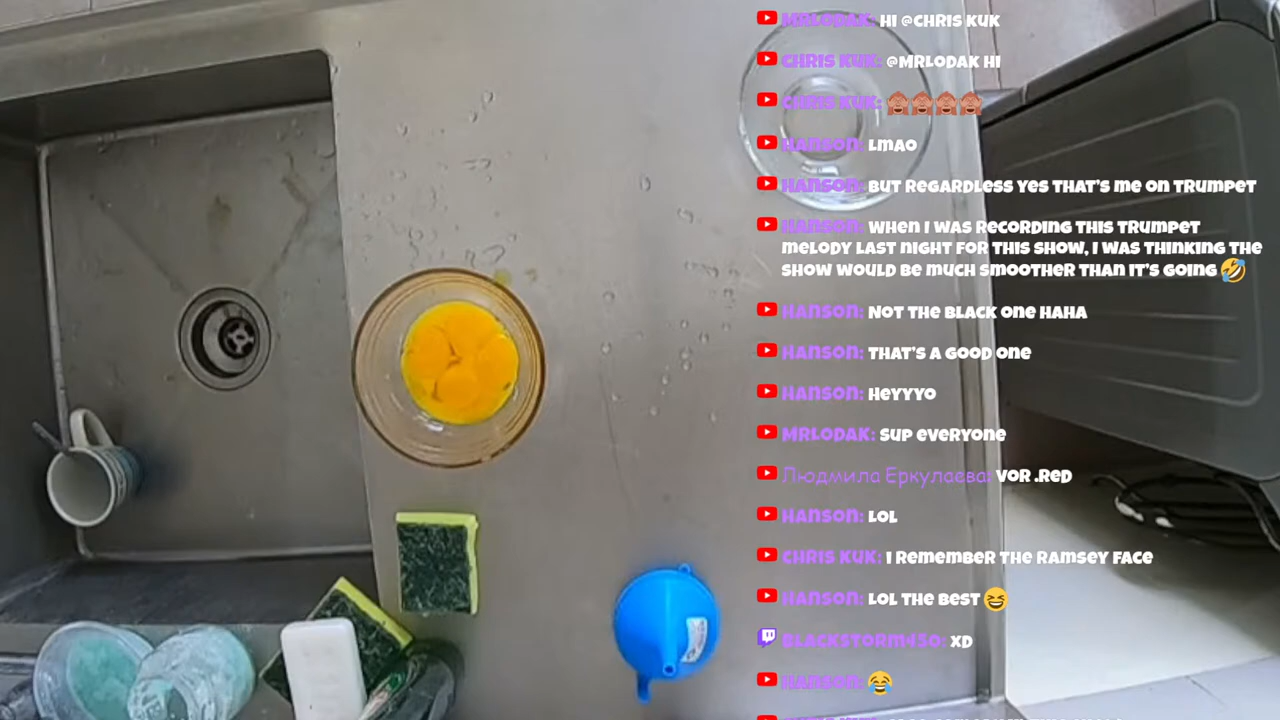 MRLODAK: HI @CHRIS KUK
CHRIS KUK: @MRLODAK HI
CHRIS KUK: 🙈🙈🙈🙈
HANSON: LMAO
HANSON: BUT REGARDLESS YES THAT'S ME ON TRUMPET
HANSON: WHEN I WAS RECORDING THIS TRUMPET
MELODY LAST NIGHT FOR THIS SHOW, I WAS THINKING THE
SHOW WOULD BE MUCH SMOOTHER THAN IT'S GOING 🤣
HANSON: NOT THE BLACK ONE HAHA
HANSON: THAT'S A GOOD ONE
HANSON: HEYYYO
MRLODAK: SUP EVERYONE
Людмила Еркулаева: VOR .RED
HANSON: LOL
CHRIS KUK: I REMEMBER THE RAMSEY FACE
HANSON: LOL THE BEST 😆
BLACKSTORM450: XD
HANSON: 😂